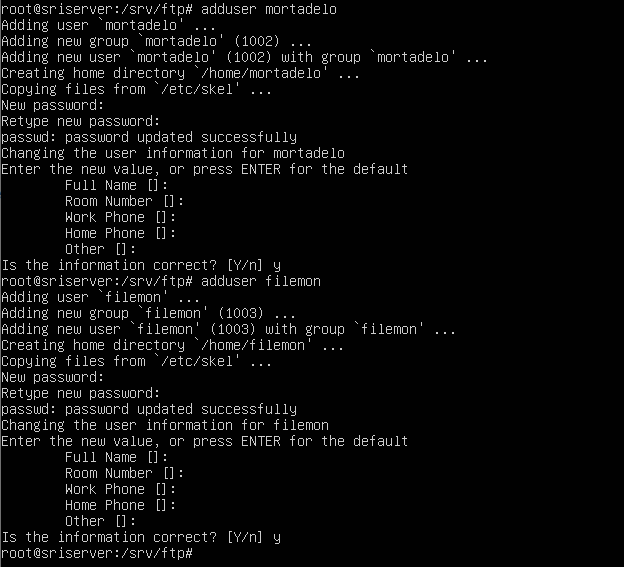 root@sriserver:/srv/ftp# adduser mortadelo
Adding user `mortadelo' ...
Adding new group `mortadelo' (1002) ...
Adding new user `mortadelo' (1002) with group `mortadelo' ...
Creating home directory `/home/mortadelo' ...
Copying files from `/etc/skel' ...
New password:
Retype new password:
passwd: password updated successfully
Changing the user information for mortadelo
Enter the new value, or press ENTER for the default
        Full Name []:
        Room Number []:
        Work Phone []:
        Home Phone []:
        Other []:
Is the information correct? [Y/n] y
root@sriserver:/srv/ftp# adduser filemon
Adding user `filemon' ...
Adding new group `filemon' (1003) ...
Adding new user `filemon' (1003) with group `filemon' ...
Creating home directory `/home/filemon' ...
Copying files from `/etc/skel' ...
New password:
Retype new password:
passwd: password updated successfully
Changing the user information for filemon
Enter the new value, or press ENTER for the default
        Full Name []:
        Room Number []:
        Work Phone []:
        Home Phone []:
        Other []:
Is the information correct? [Y/n] y
root@sriserver:/srv/ftp#